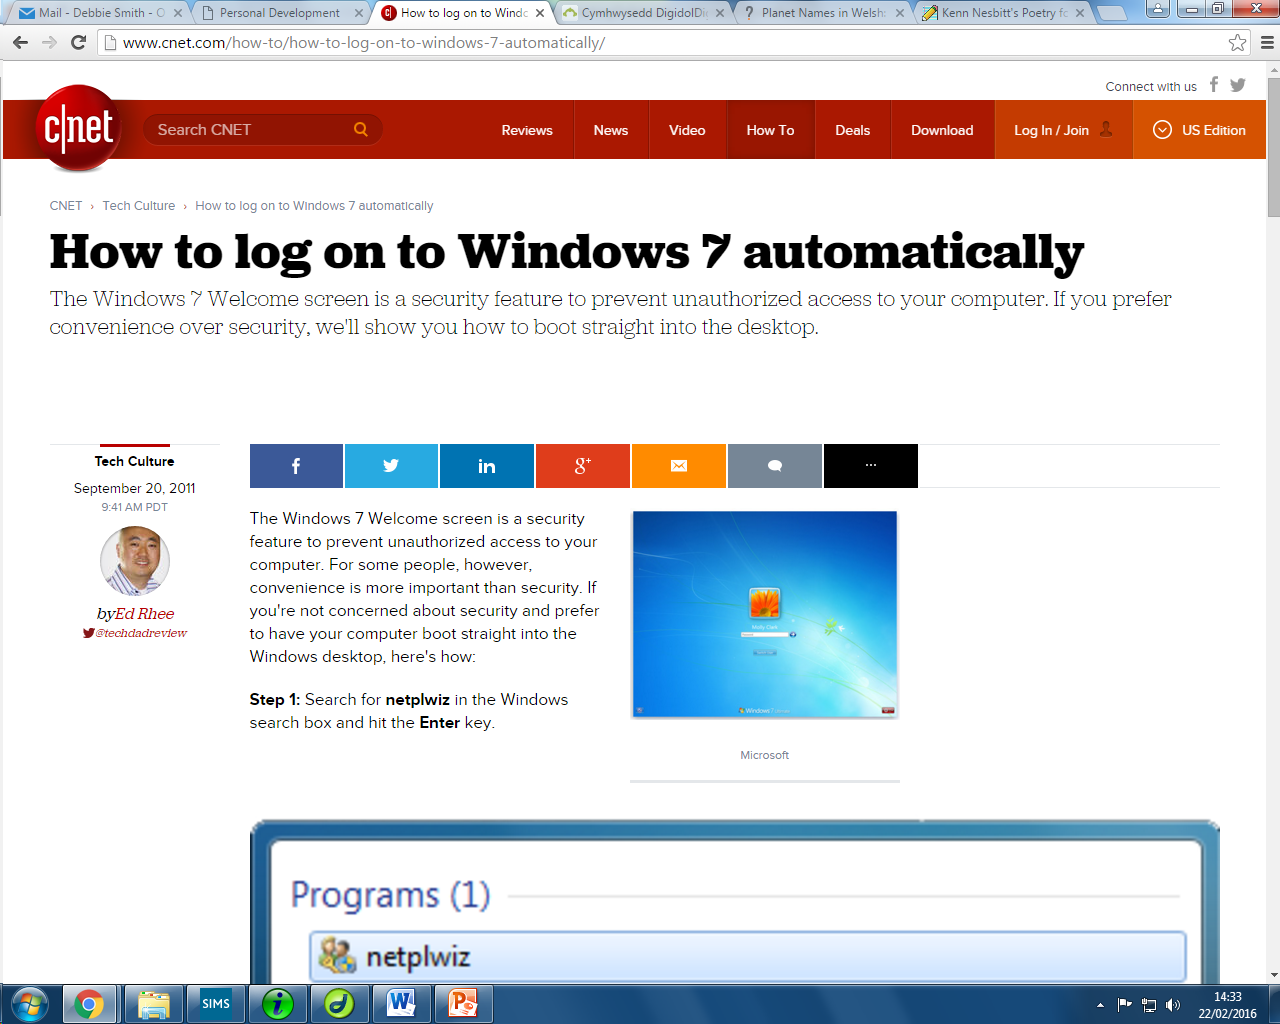 Mail - Debbie Smith - O
Personal Development
How to log on to Windo
Cymhwysedd DigidolDig
Planet Names in Welsh
Kenn Nesbitt's Poetry fo
www.cnet.com/how-to/how-to-log-on-to-windows-7-automatically/
Connect with us
c|net
Search CNET
Reviews
News
Video
How To
Deals
Download
Log In / Join
US Edition
CNET › Tech Culture › How to log on to Windows 7 automatically
How to log on to Windows 7 automatically
The Windows 7 Welcome screen is a security feature to prevent unauthorized access to your computer. If you prefer
convenience over security, we'll show you how to boot straight into the desktop.
Tech Culture
September 20, 2011
9:41 AM PDT
byEd Rhee
@techdadreview
The Windows 7 Welcome screen is a security
feature to prevent unauthorized access to your
computer. For some people, however,
convenience is more important than security. If
you're not concerned about security and prefer
to have your computer boot straight into the
Windows desktop, here's how:
Step 1: Search for netplwiz in the Windows
search box and hit the Enter key.
Microsoft
Programs (1)
netplwiz
SIMS
14:33
22/02/2016